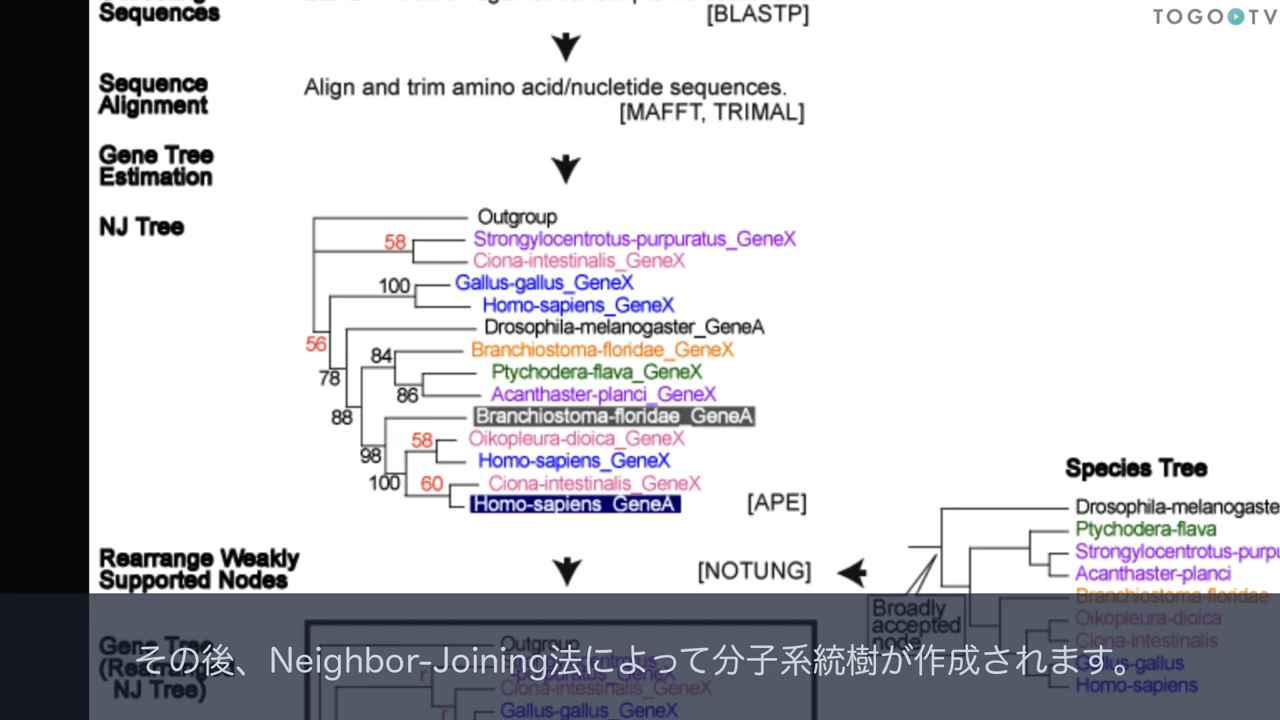 TOGO TV
Sequences
[BLASTP]
Sequence
Alignment
Align and trim amino acid/nucletide sequences.
[MAFFT, TRIMAL]
Gene Tree
Estimation
NJ Tree
Outgroup
58
Strongylocentrotus-purpuratus_GeneX
Ciona-intestinalis_GeneX
100
Gallus-gallus_GeneX
Homo-sapiens_GeneX
Drosophila-melanogaster_GeneA
56
84
Branchiostoma-floridae_GeneX
78
Ptychodera-flava_GeneX
86
Acanthaster-planci_GeneX
88
Branchiostoma-floridae_GeneA
58
Oikopleura-dioica_GeneX
98
Homo-sapiens_GeneX
100
60
Ciona-intestinalis_GeneX
Homo-sapiens_GeneA
[APE]
Species Tree
Drosophila-melanogaste
Ptychodera-flava
Strongylocentrotus-purpu
Acanthaster-planci
Branchiostoma-floridae
Oikopleura-dioica
Ciona-intestinalis
Gallus-gallus
Homo-sapiens
Broadly
accepted
node
Rearrange Weakly
Supported Nodes
[NOTUNG]
Gene Tree
(Rearranged
NJ Tree)
Outgroup
Ciona-intestinalis_GeneX
Gallus-gallus_GeneX
r
r
その後、Neighbor-Joining法によって分子系統樹が作成されます。